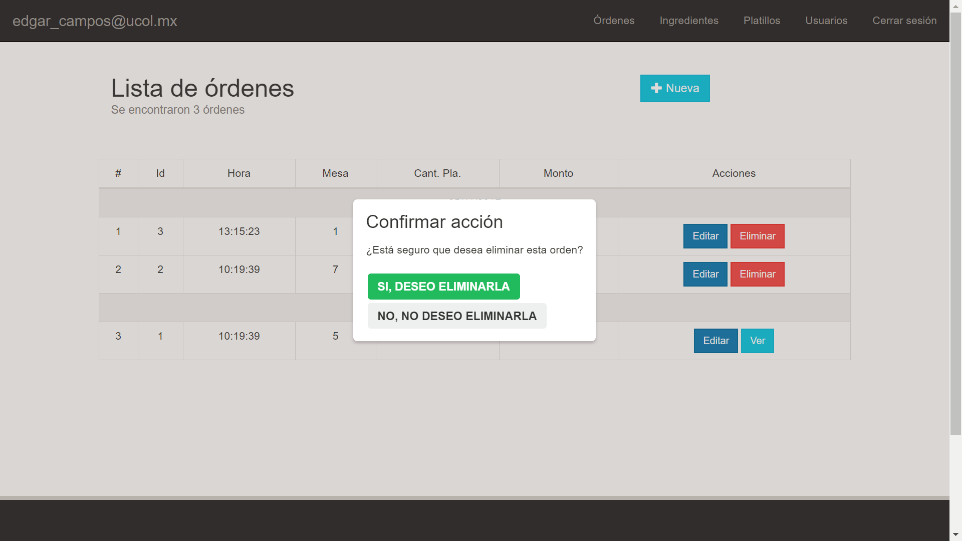 edgar_campos@ucol.mx Órdenes Ingredientes Platillos Usuarios Cerrar sesión
Lista de órdenes
Nueva
Se encontraron 3 órdenes
# Id Hora Mesa Cant. Pla. Monto Acciones
1 3 13:15:23 1 Editar Eliminar
2 2 10:19:39 7 Editar Eliminar
3 1 10:19:39 5 Editar Ver
Confirmar acción
¿Está seguro que desea eliminar esta orden?
SI, DESEO ELIMINARLA
NO, NO DESEO ELIMINARLA